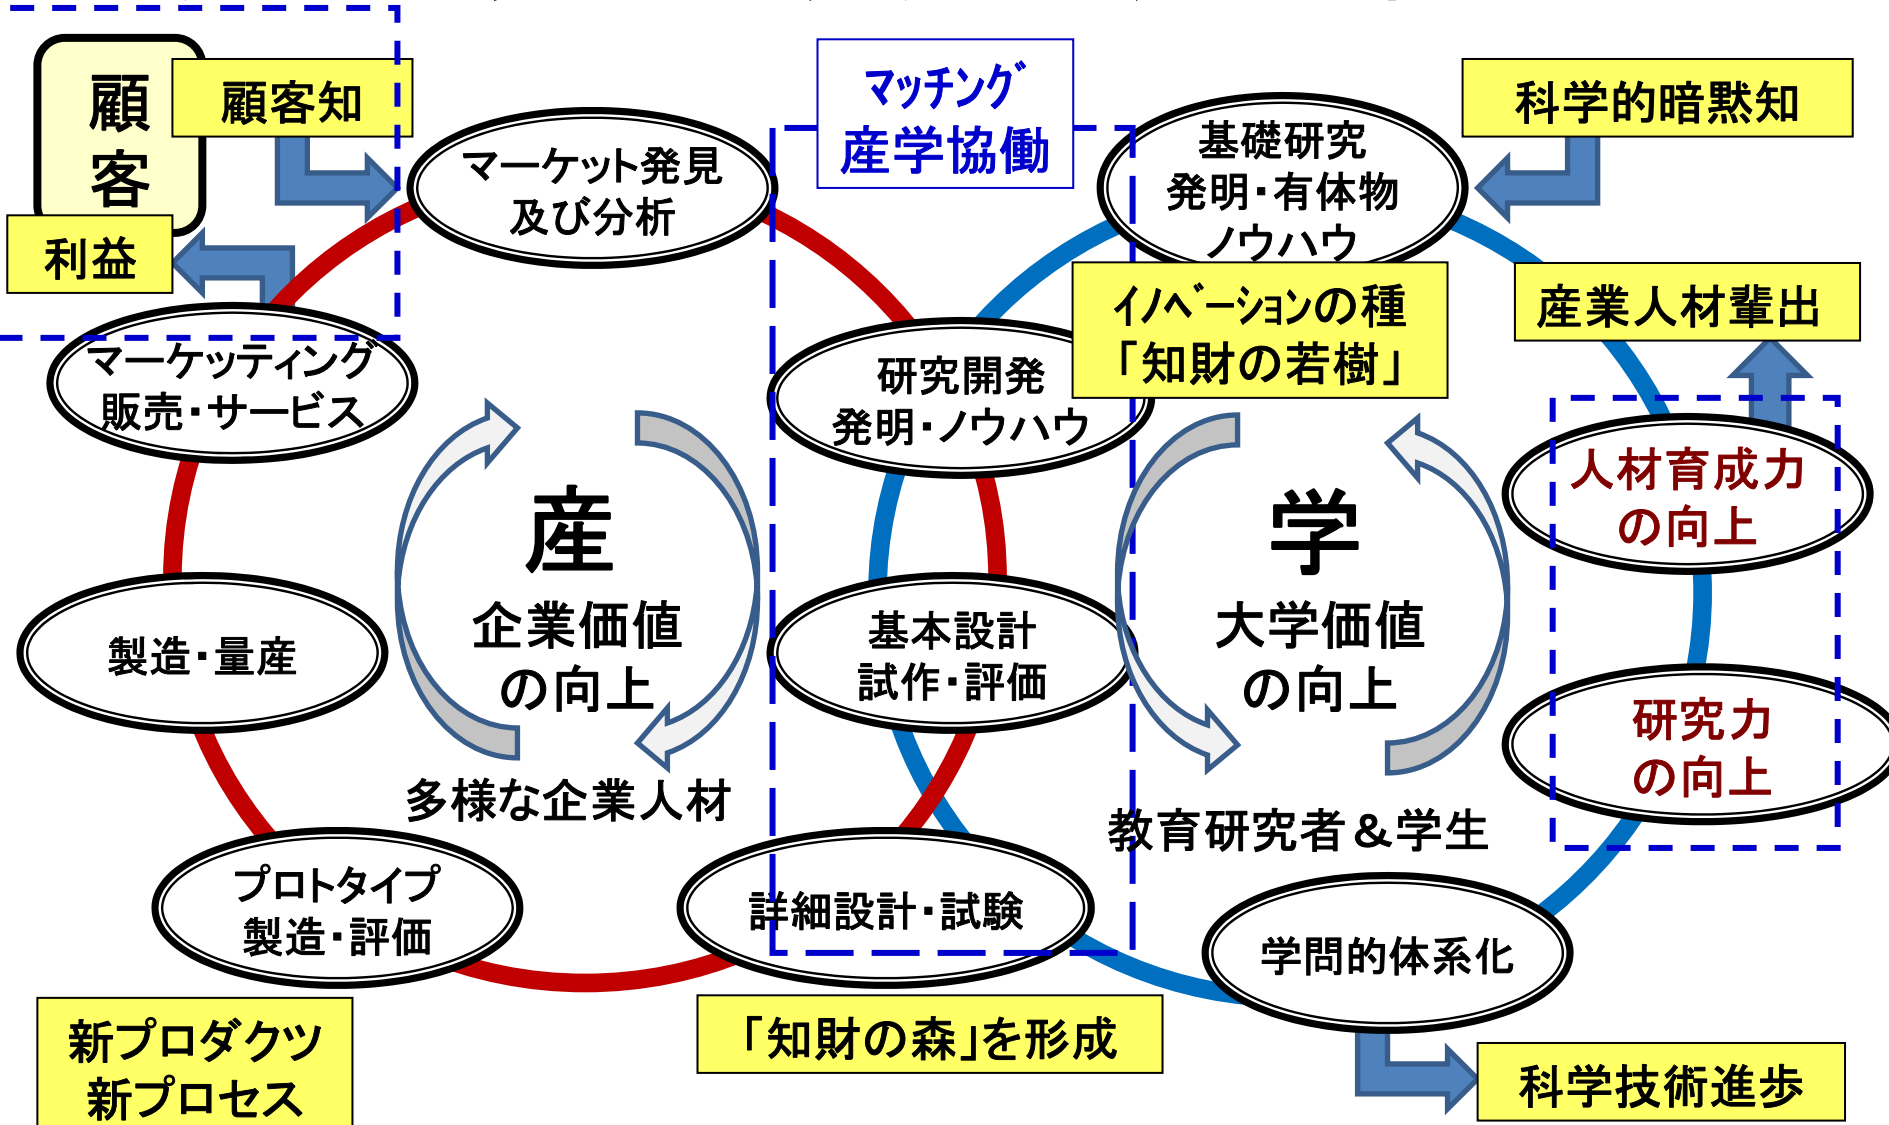 顧
客
顧客知
利益
マーケット発見
及び分析
マッチング
産学協働
基礎研究
発明・有体物
ノウハウ
科学的暗黙知
イノベーションの種
「知財の若樹」
産業人材輩出
マーケッティング
販売・サービス
研究開発
発明・ノウハウ
人材育成力
の向上
産
企業価値
の向上
学
大学価値
の向上
製造・量産
基本設計
試作・評価
研究力
の向上
多様な企業人材
教育研究者＆学生
プロトタイプ
製造・評価
詳細設計・試験
学問的体系化
新プロダクツ
新プロセス
「知財の森」を形成
科学技術進歩